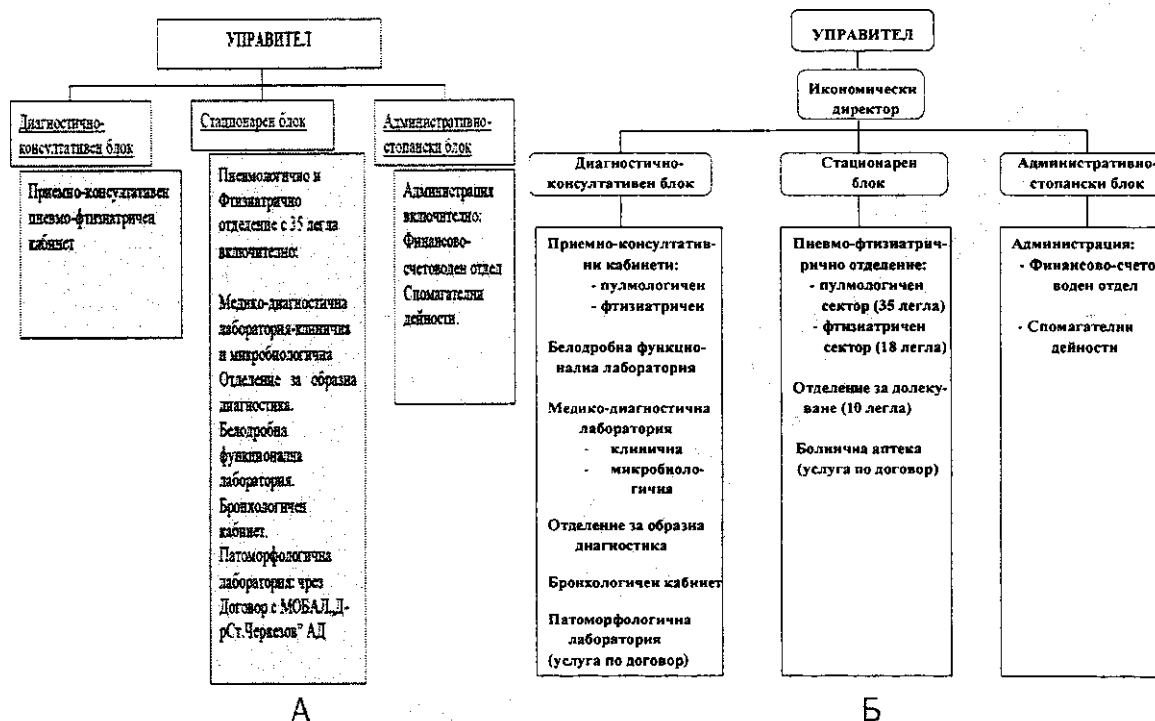 УПРАВИТЕЛ
Диагностично-
консултативен блок
Приемно-консултативен
пневмо-фтизиатричен
кабинет
Стационарен блок
Пневмологично и
Фтизиатрично
отделение с 35 легла
включително:
Медико-диагностична
лаборатория-клинична
и микробиологична
Отделение за образна
диагностика.
Белодробна
функционална
лаборатория.
Бронхологичен
кабинет.
Патоморфологична
лаборатория: чрез
Договор с МОБАЛ„Д-
рСт.Черкезов” АД
Административно-
стопански блок
Администрация
включително:
Финансово-
счетоводен отдел
Спомагателни
дейности.
А
УПРАВИТЕЛ
Икономически
директор
Диагностично-
консултативен блок
Приемно-консултатив-
ни кабинети:
- пулмологичен
- фтизиатричен
Белодробна функцио-
нална лаборатория
Медико-диагностична
лаборатория
- клинична
- микробиоло-
гична
Отделение за образна
диагностика
Бронхологичен кабинет
Патоморфологична
лаборатория
(услуга по договор)
Стационарен
блок
Пневмо-фтизиатрич-
рично отделение:
- пулмологичен
сектор (35 легла)
- фтизиатричен
сектор (18 легла)
Отделение за долеку-
ване (10 легла)
Болнична аптека
(услуга по договор)
Административно-
стопански блок
Администрация:
- Финансово-счето
воден отдел
- Спомагателни
дейности
Б